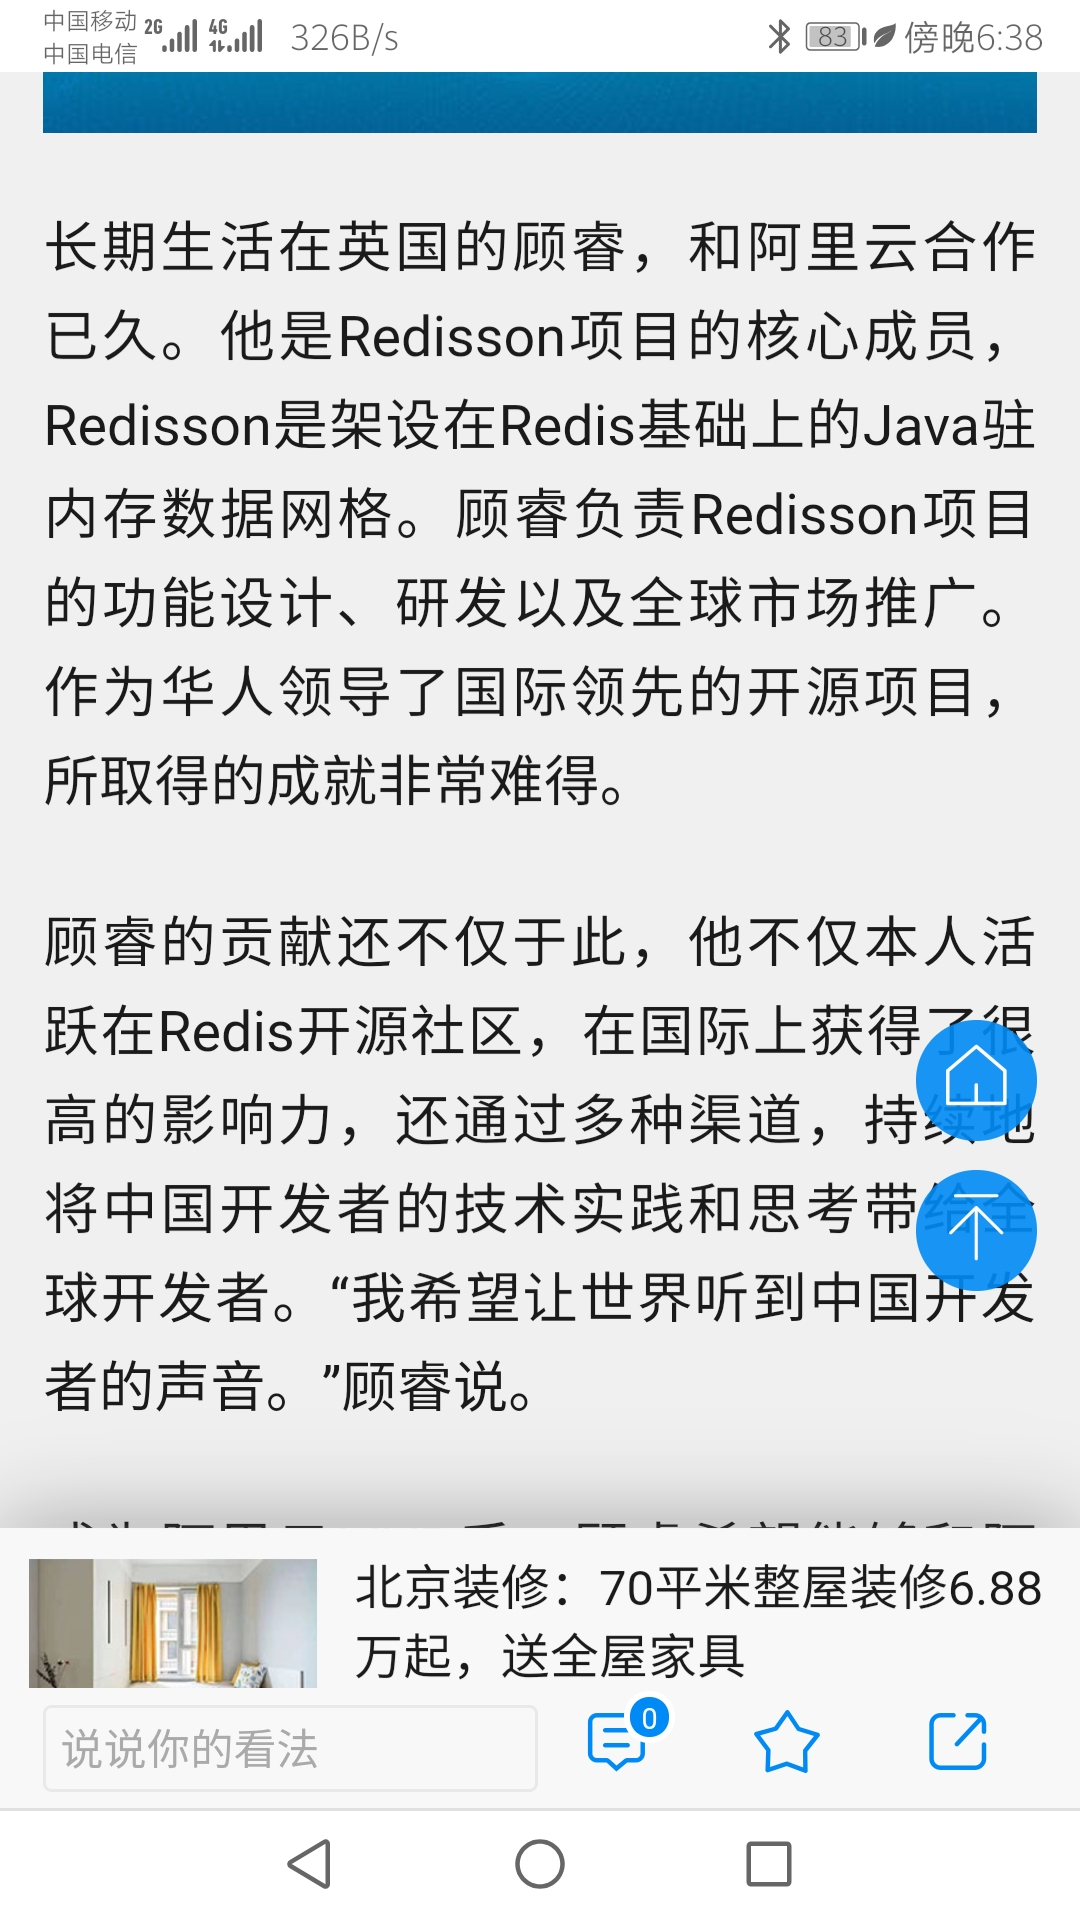 中国移动 2G 4G 326B/s 83 傍晚6:38
中国电信
长期生活在英国的顾睿，和阿里云合作
已久。他是Redisson项目的核心成员，
Redisson是架设在Redis基础上的Java驻
内存数据网格。顾睿负责Redisson项目
的功能设计、研发以及全球市场推广。
作为华人领导了国际领先的开源项目，
所取得的成就非常难得。
顾睿的贡献还不仅于此，他不仅本人活
跃在Redis开源社区，在国际上获得了很
高的影响力，还通过多种渠道，持续地
将中国开发者的技术实践和思考带给全
球开发者。“我希望让世界听到中国开发
者的声音。”顾睿说。
北京装修：70平米整屋装修6.88
万起，送全屋家具
说说你的看法
0